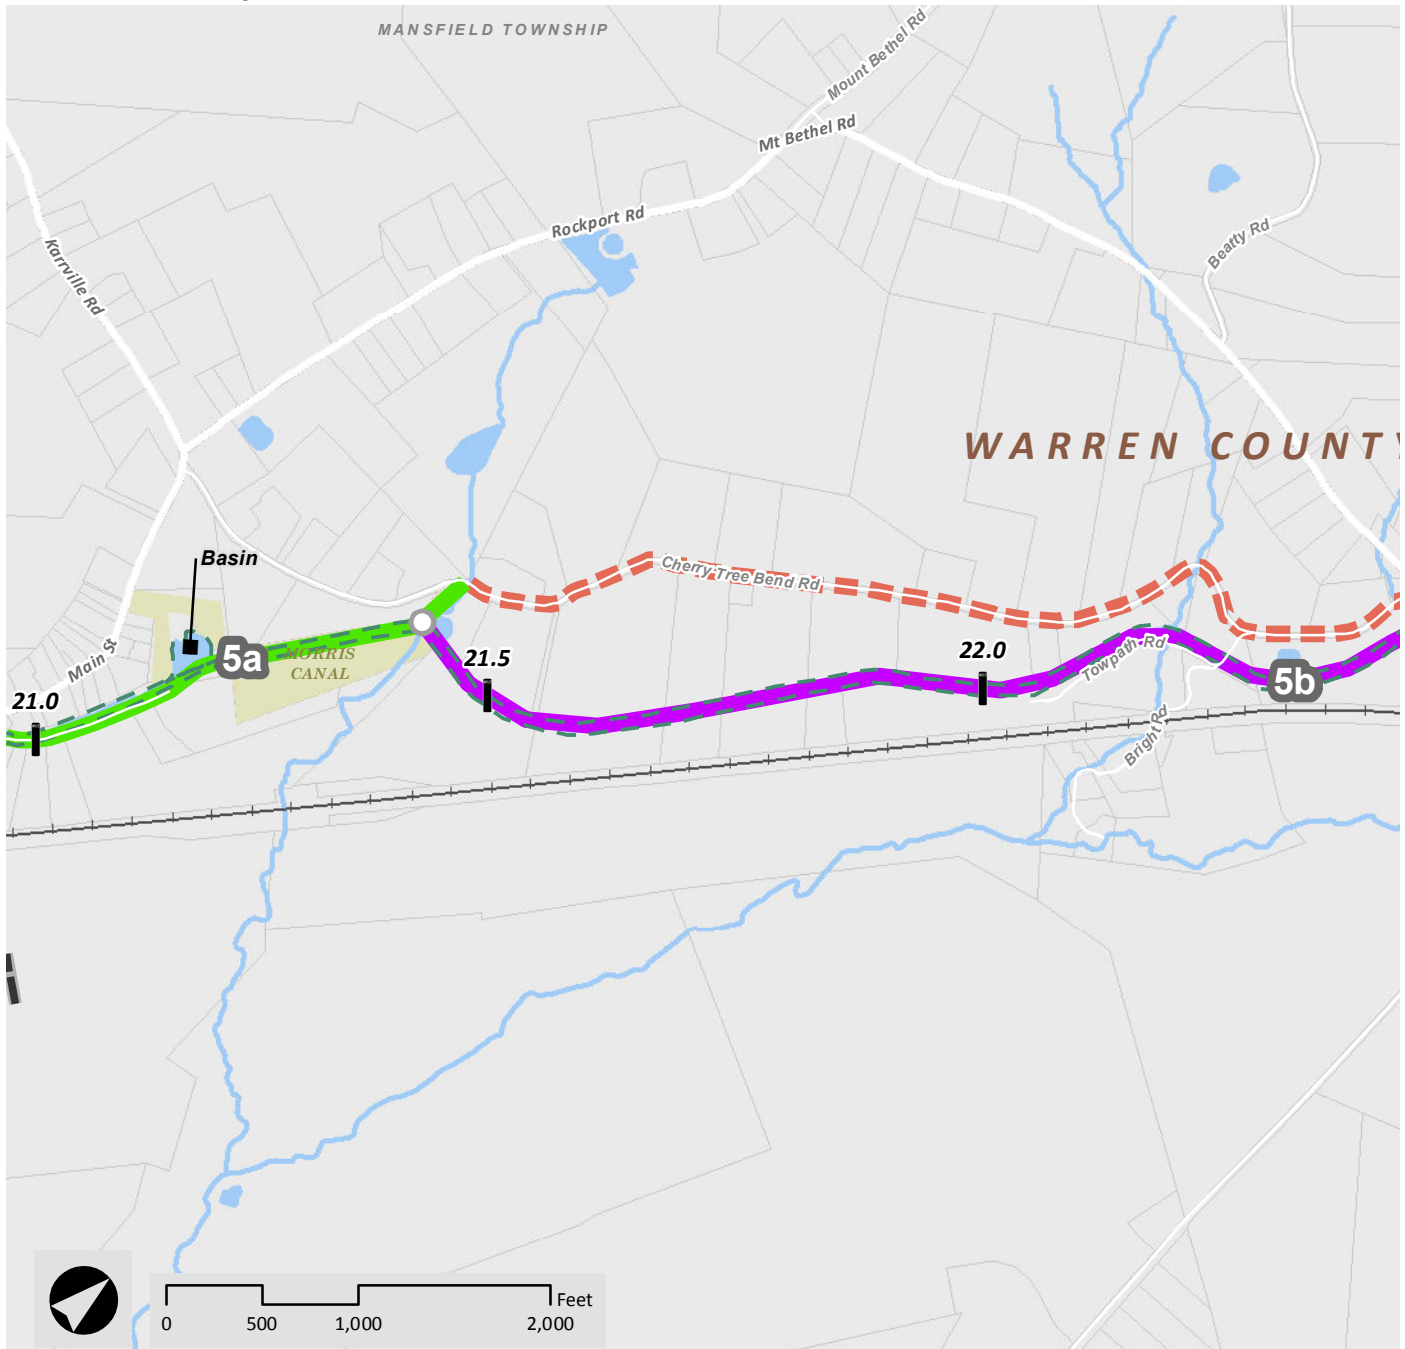 MANSFIELD TOWNSHIP
Mount Bethel Rd
Mt Bethel Rd
Rockport Rd
Beatty Rd
Karrville Rd
WARREN COUNTY
Basin
Cherry Tree Bend Rd
Main St
5a
MORRIS
CANAL
21.0
21.5
22.0
Towpath Rd
5b
Bright Rd
Feet
0 500 1,000 2,000